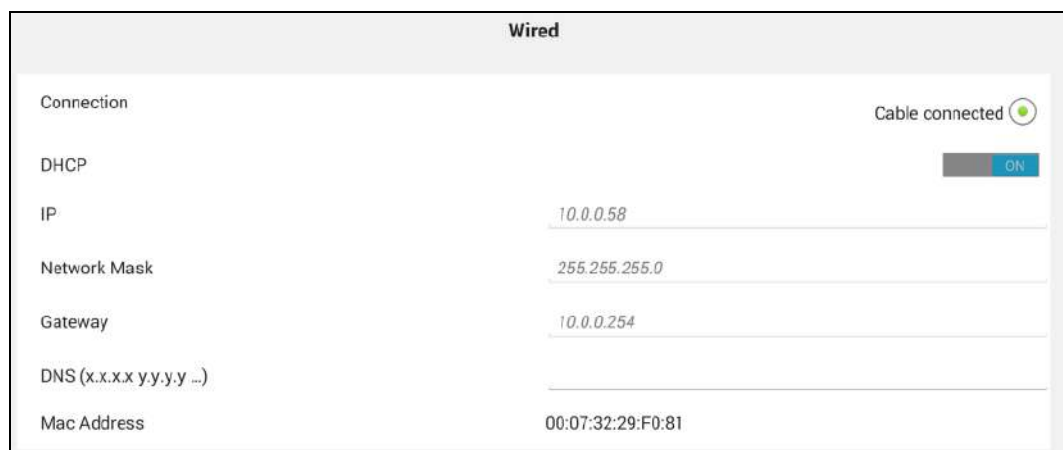 Wired
Connection
Cable connected
DHCP
ON
IP
10.0.0.58
Network Mask
255.255.255.0
Gateway
10.0.0.254
DNS (x.x.x.x y.y.y.y ...)
Mac Address
00:07:32:29:F0:81